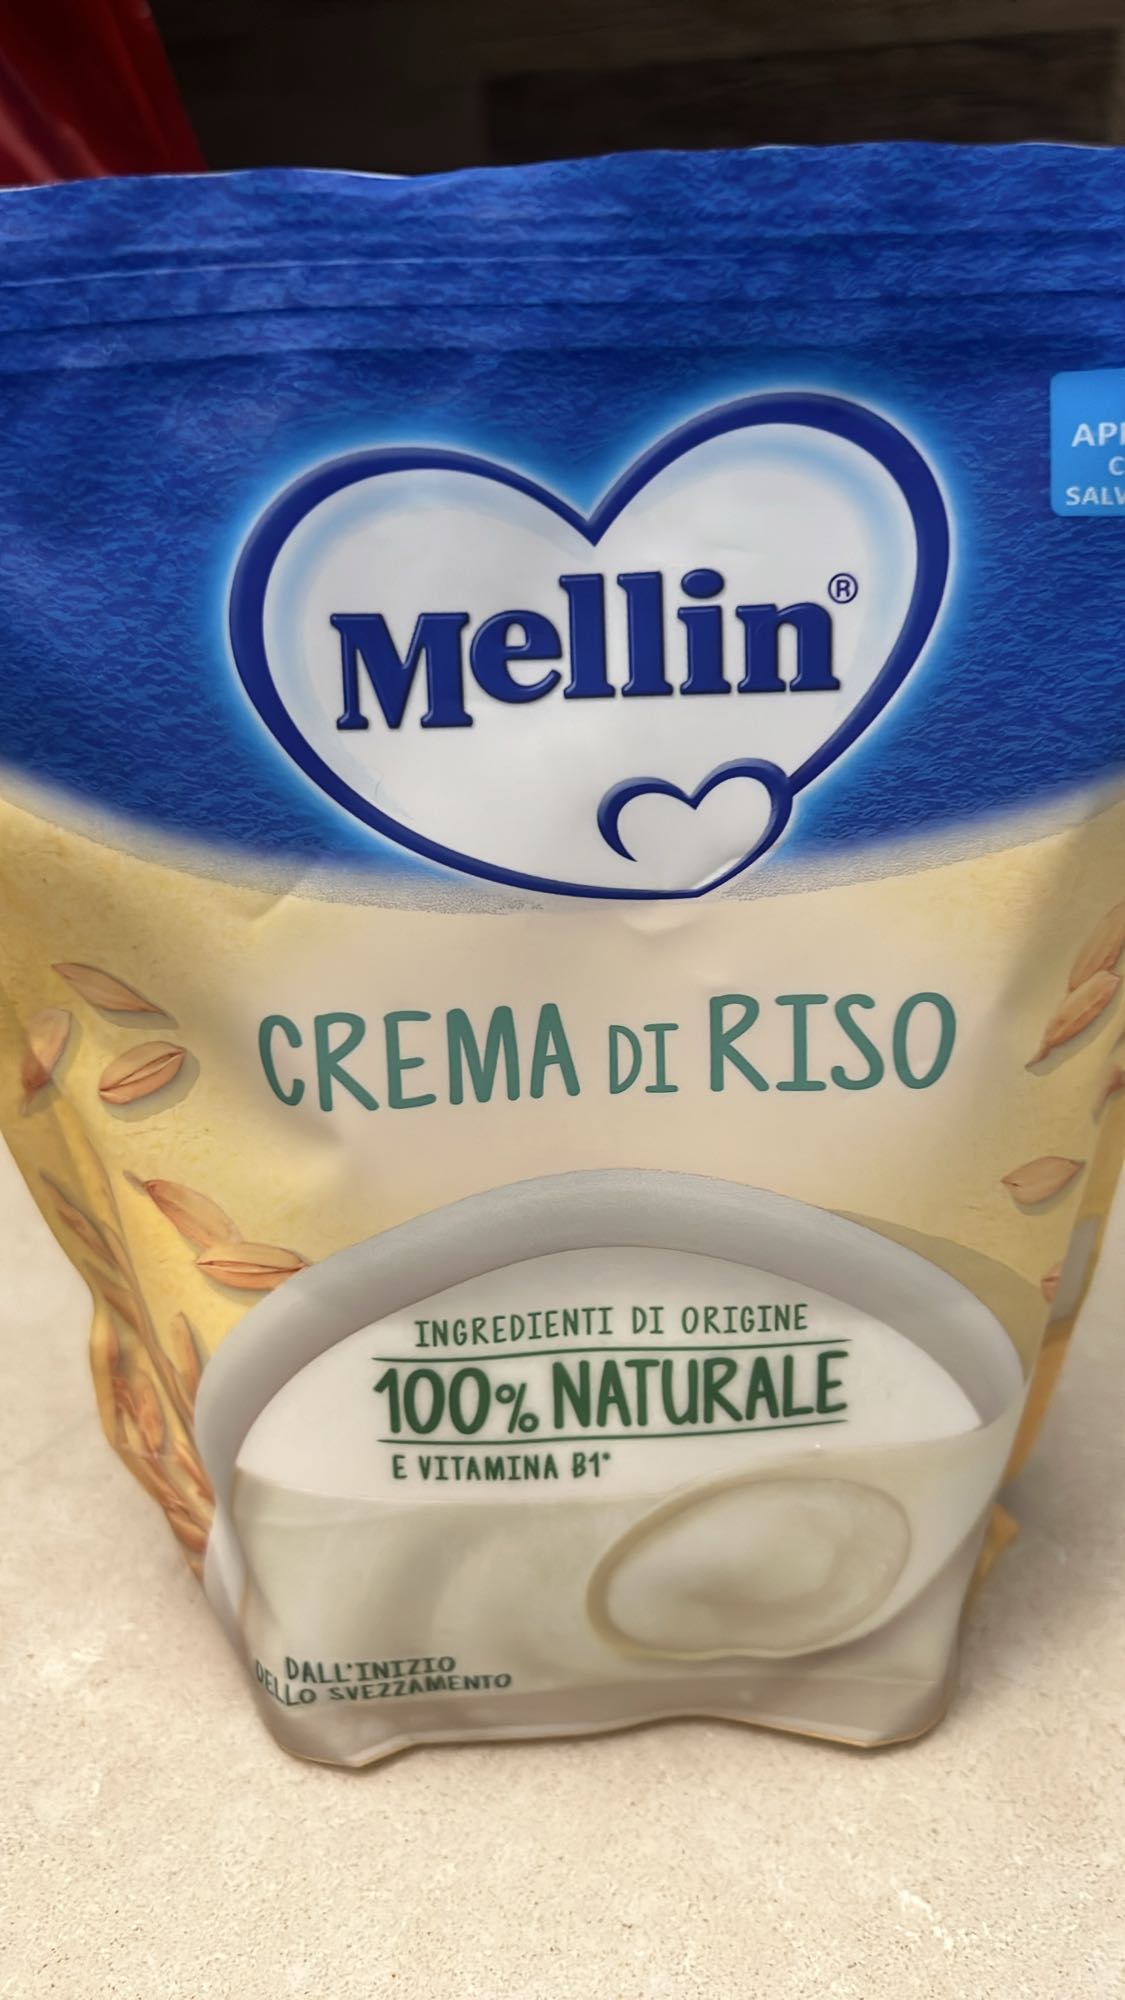 Mellin®
CREMA DI RISO
INGREDIENTI DI ORIGINE
100% NATURALE
E VITAMINA B1*
DALL'INIZIO
DELLO SVEZZAMENTO